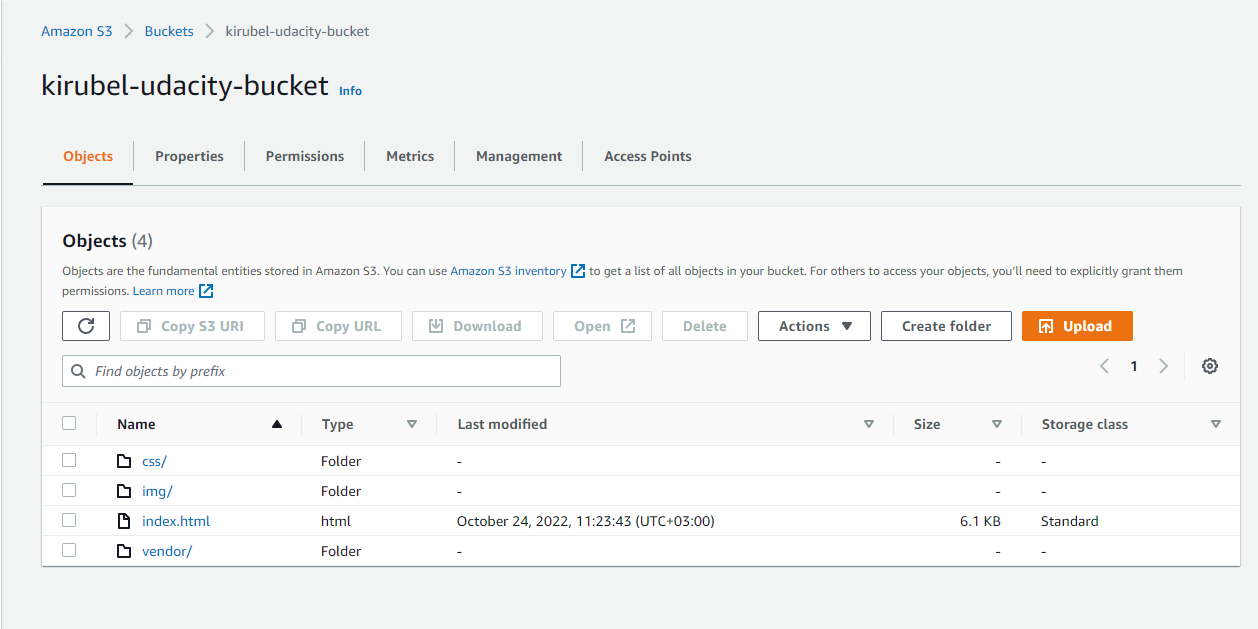 Amazon S3 Buckets kirubel-udacity-bucket
kirubel-udacity-bucket Info
Objects Properties Permissions Metrics Management Access Points
Objects (4)
Objects are the fundamental entities stored in Amazon S3. You can use Amazon S3 inventory to get a list of all objects in your bucket. For others to access your objects, you’ll need to explicitly grant them
permissions. Learn more
Copy S3 URI Copy URL Download Open Delete Actions Create folder Upload
Find objects by prefix 1
Name Type Last modified Size Storage class
css/ Folder - - -
img/ Folder - - -
index.html html October 24, 2022, 11:23:43 (UTC+03:00) 6.1 KB Standard
vendor/ Folder - - -